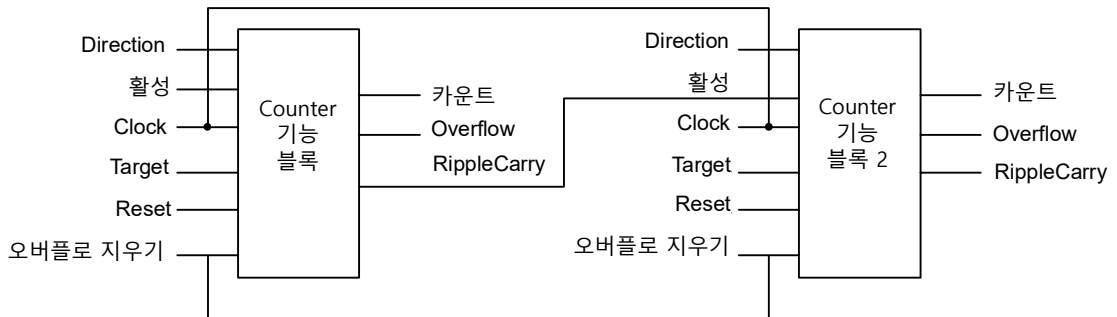 Direction
활성
Clock
Target
Reset
오버플로 지우기
Counter
기능
블록
카운트
Overflow
RippleCarry
Direction
활성
Clock
Target
Reset
오버플로 지우기
Counter
기능
블록 2
카운트
Overflow
RippleCarry